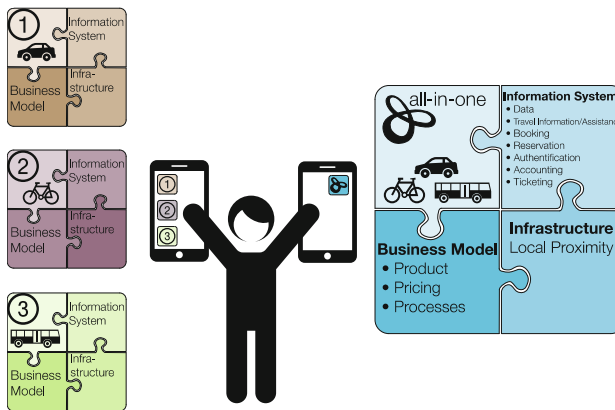 1
Information
System
Business
Model
Infra-
structure
2
Information
System
Business
Model
Infra-
structure
3
Information
System
Business
Model
Infra-
structure
1
2
3
all-in-one
Information System
• Data
• Travel Information/Assistance
• Booking
• Reservation
• Authentification
• Accounting
• Ticketing
Business Model
• Product
• Pricing
• Processes
Infrastructure
Local Proximity